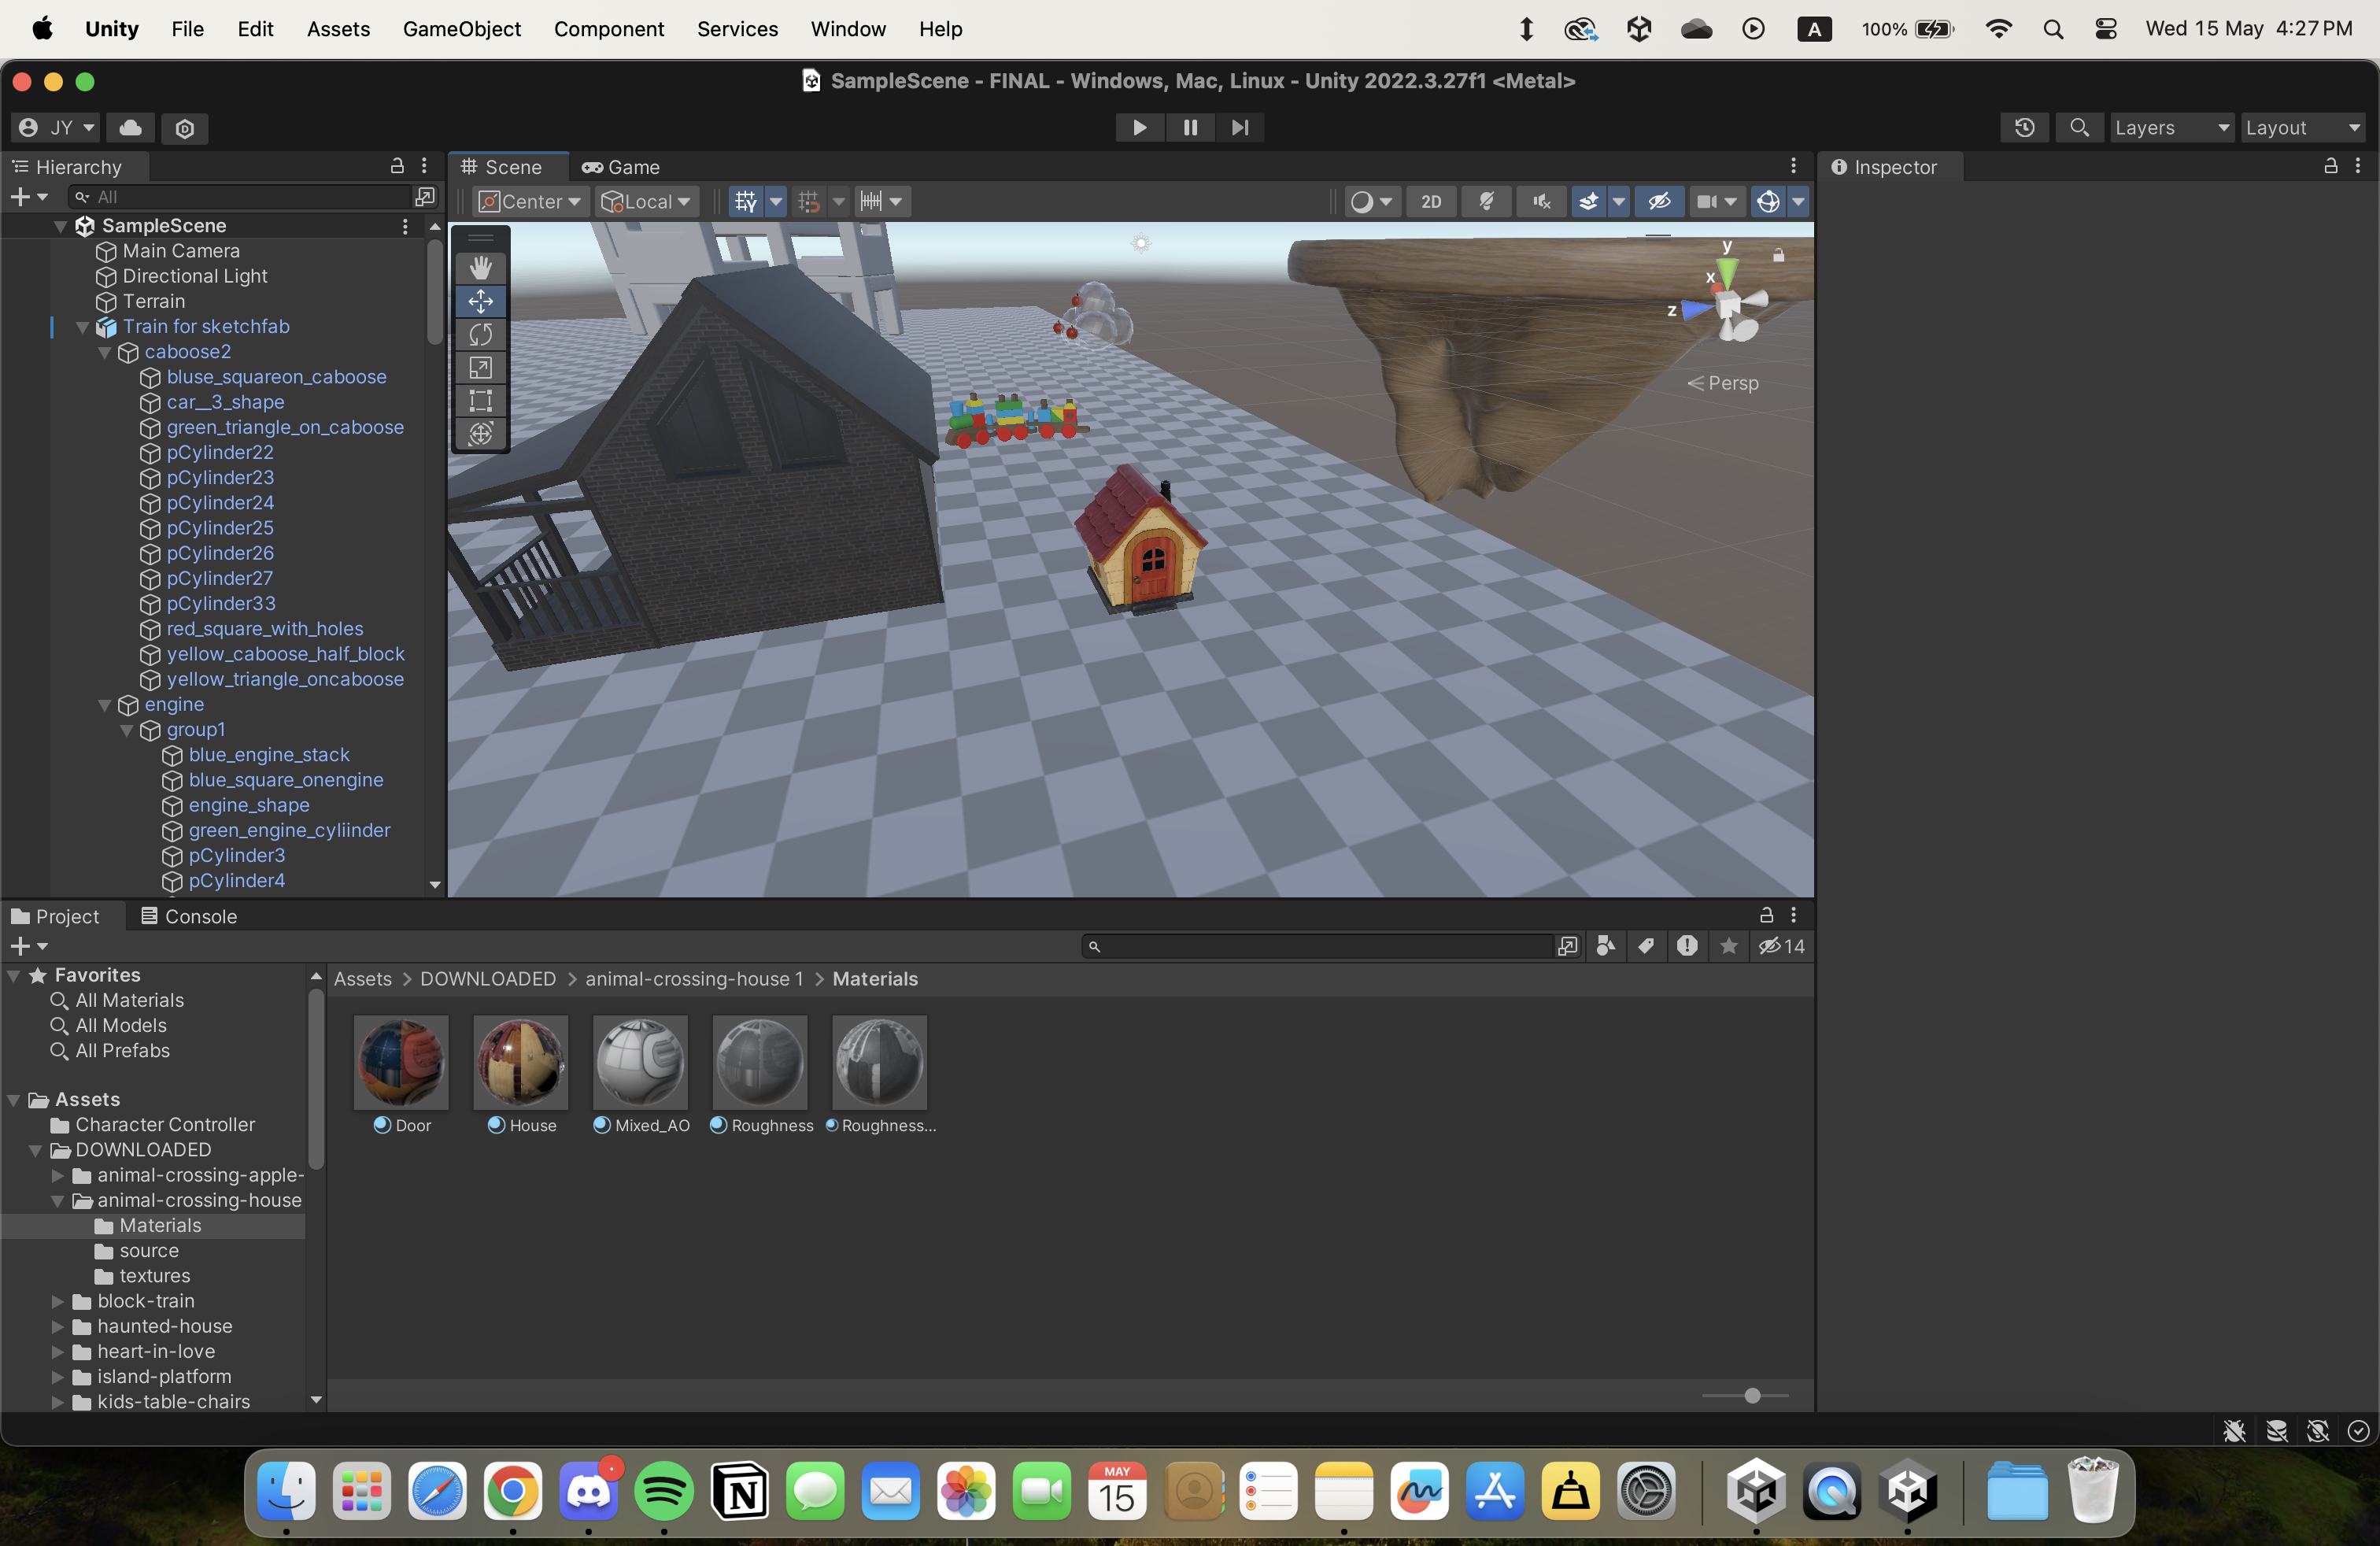 Unity File Edit Assets GameObject Component Services Window Help A 100% Wed 15 May 4:27 PM
SampleScene - FINAL - Windows, Mac, Linux - Unity 2022.3.27f1 <Metal>
JY Layers Layout
Hierarchy
All
SampleScene
Main Camera
Directional Light
Terrain
Train for sketchfab
caboose2
bluse_squareon_caboose
car__3_shape
green_triangle_on_caboose
pCylinder22
pCylinder23
pCylinder24
pCylinder25
pCylinder26
pCylinder27
pCylinder33
red_square_with_holes
yellow_caboose_half_block
yellow_triangle_oncaboose
engine
group1
blue_engine_stack
blue_square_onengine
engine_shape
green_engine_cyliinder
pCylinder3
pCylinder4
Scene Game
Center Local 2D
y
x
z
Persp
Inspector
Project Console
14
Favorites
All Materials
All Models
All Prefabs
Assets
Character Controller
DOWNLOADED
animal-crossing-apple-
animal-crossing-house
Materials
source
textures
block-train
haunted-house
heart-in-love
island-platform
kids-table-chairs
Assets > DOWNLOADED > animal-crossing-house 1 > Materials
Door House Mixed_AO Roughness Roughness...
MAY
15